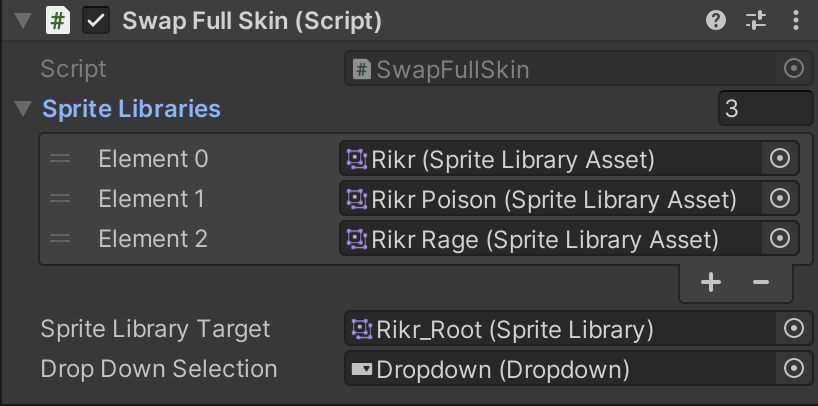 Swap Full Skin (Script)
Script
SwapFullSkin
Sprite Libraries
3
Element 0
Rikr (Sprite Library Asset)
Element 1
Rikr Poison (Sprite Library Asset)
Element 2
Rikr Rage (Sprite Library Asset)
Sprite Library Target
Rikr_Root (Sprite Library)
Drop Down Selection
Dropdown (Dropdown)